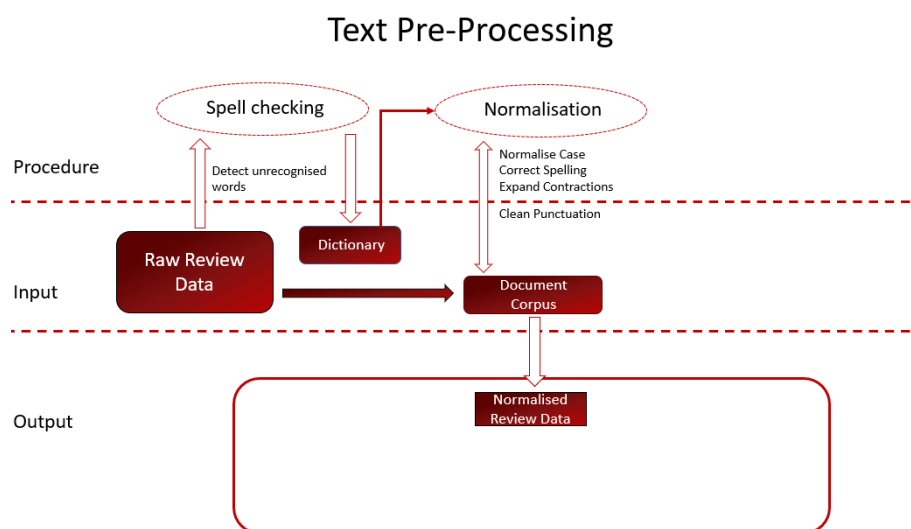 Text Pre-Processing
Spell checking
Normalisation
Procedure
Detect unrecognised
words
Normalise Case
Correct Spelling
Expand Contractions
Clean Punctuation
Dictionary
Raw Review
Data
Input
Document
Corpus
Output
Normalised
Review Data